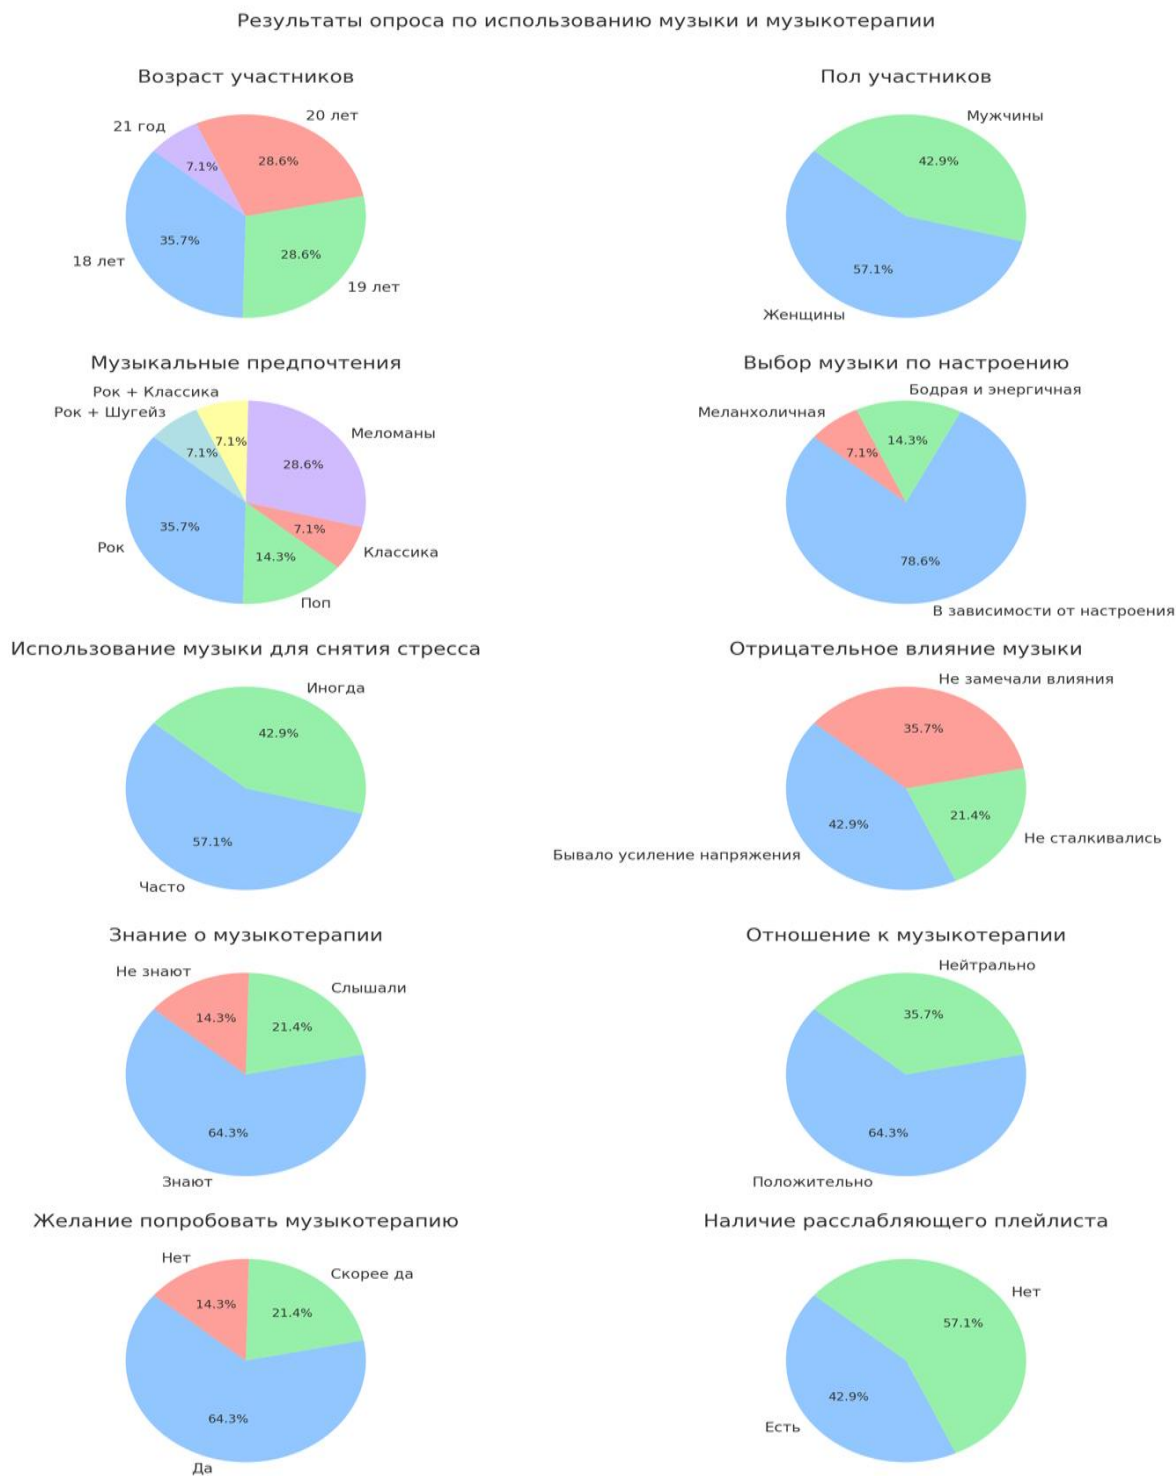 Результаты опроса по использованию музыки и музыкотерапии
Возраст участников
21 год
20 лет
7.1%
28.6%
35.7%
28.6%
18 лет
19 лет
Пол участников
Мужчины
42.9%
57.1%
Женщины
Музыкальные предпочтения
Рок + Классика
Рок + Шугейз
Меломаны
7.1%
7.1%
28.6%
35.7%
7.1%
14.3%
Рок
Классика
Поп
Выбор музыки по настроению
Бодрая и энергичная
Меланхоличная
14.3%
7.1%
78.6%
В зависимости от настроения
Использование музыки для снятия стресса
Иногда
42.9%
57.1%
Часто
Отрицательное влияние музыки
Не замечали влияния
35.7%
21.4%
42.9%
Не сталкивались
Бывало усиление напряжения
Знание о музыкотерапии
Не знают
Слышали
14.3%
21.4%
64.3%
Знают
Отношение к музыкотерапии
Нейтрально
35.7%
64.3%
Положительно
Желание попробовать музыкотерапию
Нет
Скорее да
14.3%
21.4%
64.3%
Да
Наличие расслабляющего плейлиста
Нет
57.1%
42.9%
Есть